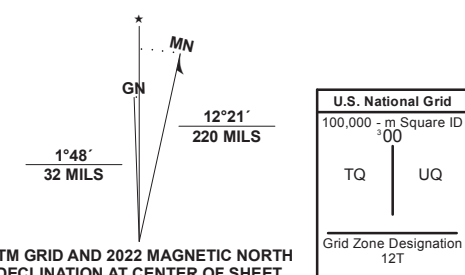 ★
MN
GN
12°21´
220 MILS
1°48´
32 MILS
TM GRID AND 2022 MAGNETIC NORTH
DECLINATION AT CENTER OF SHEET
U.S. National Grid
100,000 - m Square ID
³00
TQ UQ
Grid Zone Designation
12T